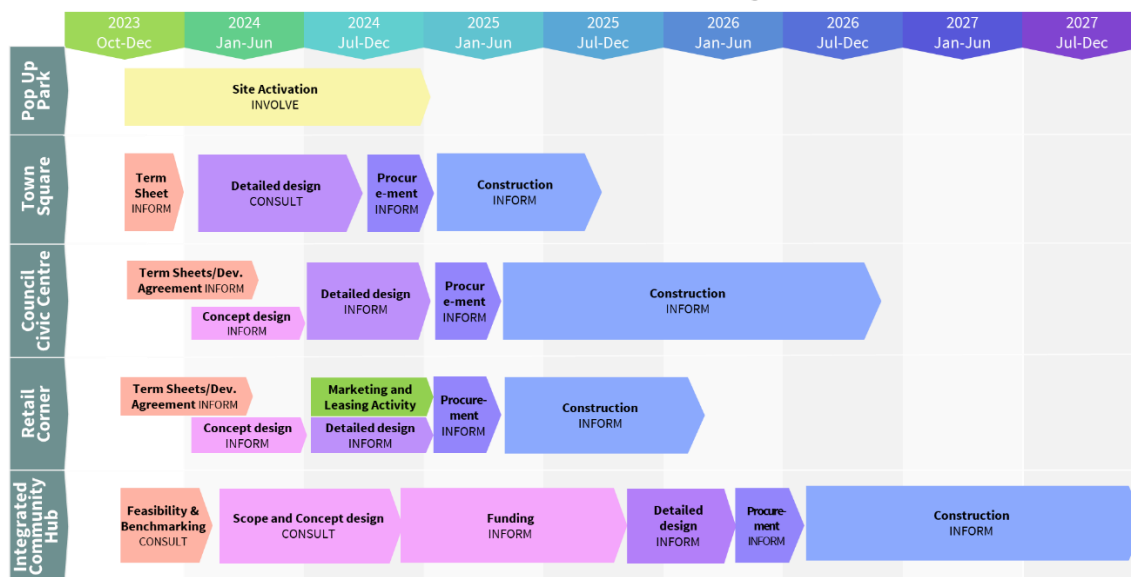 2023
Oct-Dec
2024
Jan-Jun
2024
Jul-Dec
2025
Jan-Jun
2025
Jul-Dec
2026
Jan-Jun
2026
Jul-Dec
2027
Jan-Jun
2027
Jul-Dec
Pop Up
Park
Site Activation
INVOLVE
Town
Square
Term
Sheet
INFORM
Detailed design
CONSULT
Procur
e-ment
INFORM
Construction
INFORM
Council
Civic Centre
Term Sheets/Dev.
Agreement INFORM
Concept design
INFORM
Detailed design
INFORM
Procur
e-ment
INFORM
Construction
INFORM
Retail
Corner
Term Sheets/Dev.
Agreement INFORM
Concept design
INFORM
Marketing and
Leasing Activity
Detailed design
INFORM
Procure-
ment
INFORM
Construction
INFORM
Integrated
Community
Hub
Feasibility &
Benchmarking
CONSULT
Scope and Concept design
CONSULT
Funding
INFORM
Detailed
design
INFORM
Procure-
ment
INFORM
Construction
INFORM